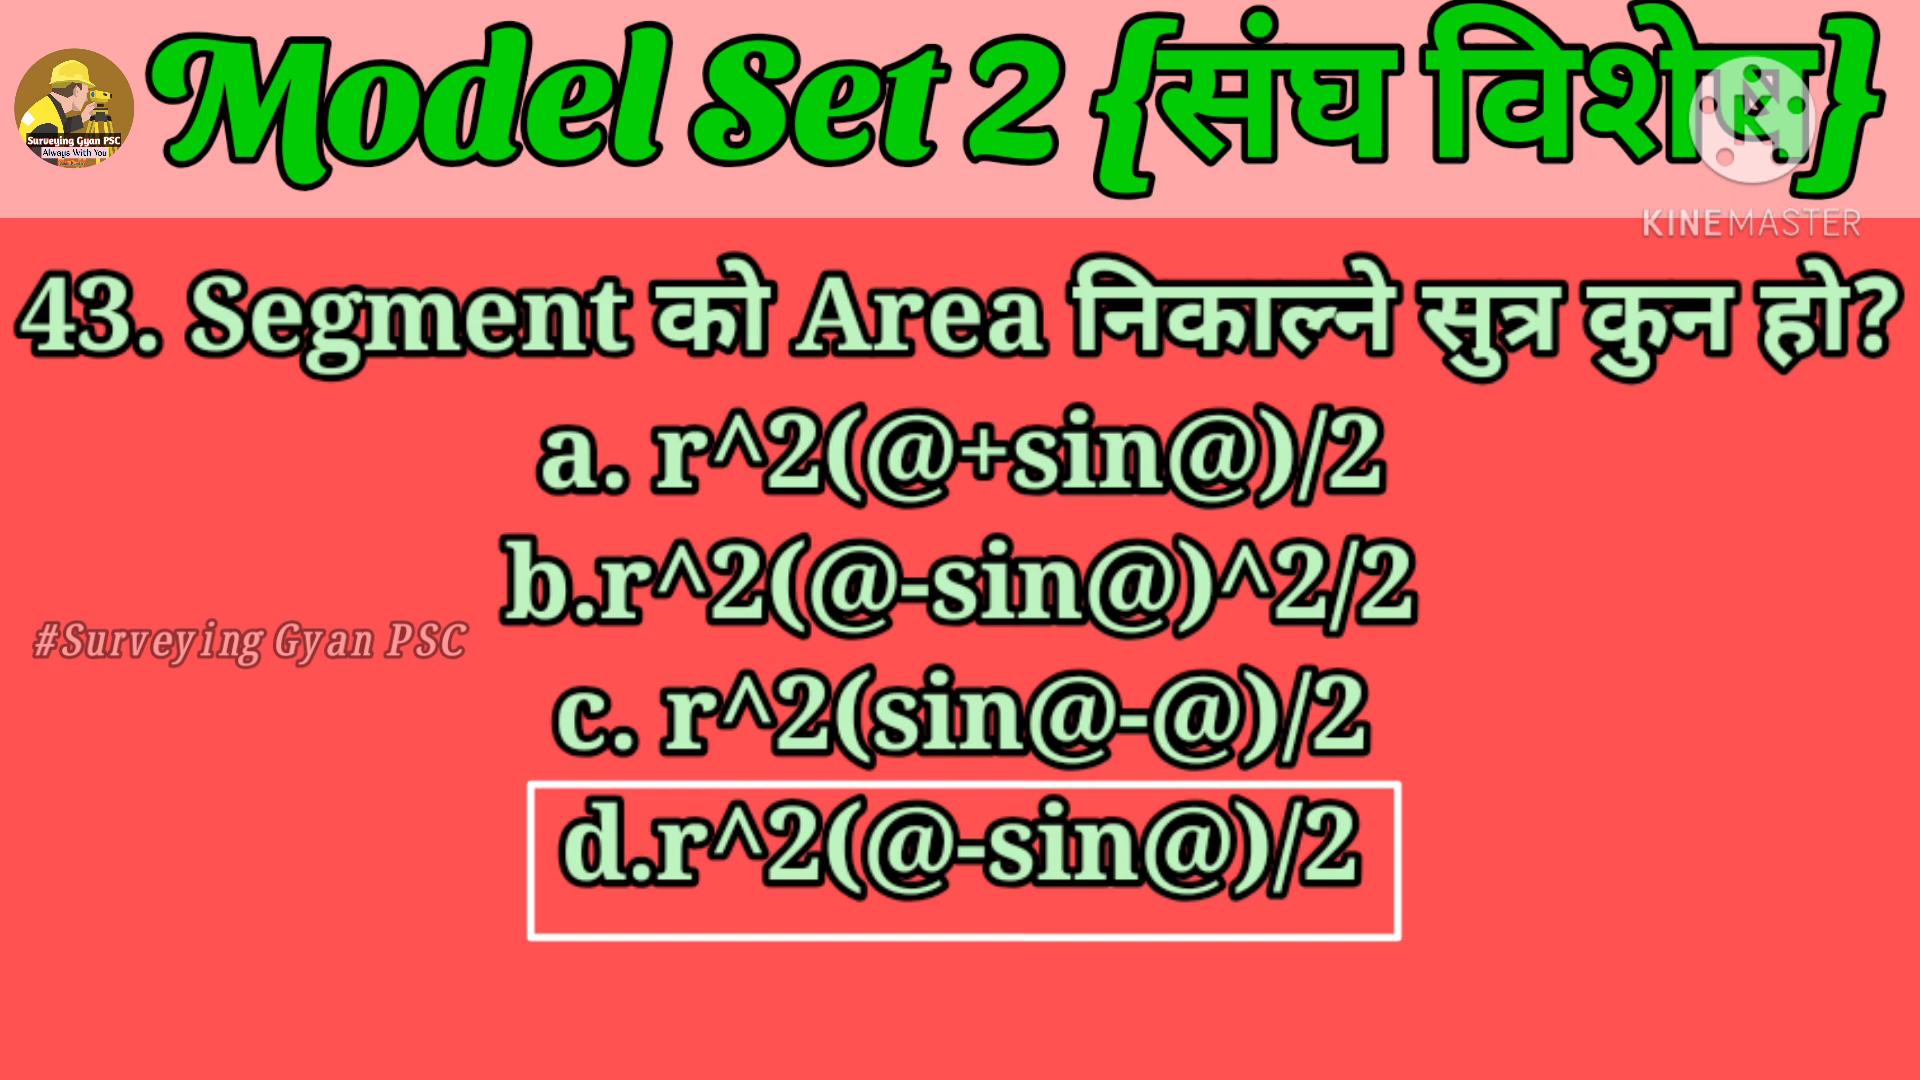 Model Set 2 {संघ विशेष}
Surveying Gyan PSC
Always With You
KINEMASTER
43. Segment को Area निकाल्ने सुत्र कुन हो?
a. r^2(@+sin@)/2
b.r^2(@-sin@)^2/2
#Surveying Gyan PSC
c. r^2(sin@-@)/2
d.r^2(@-sin@)/2